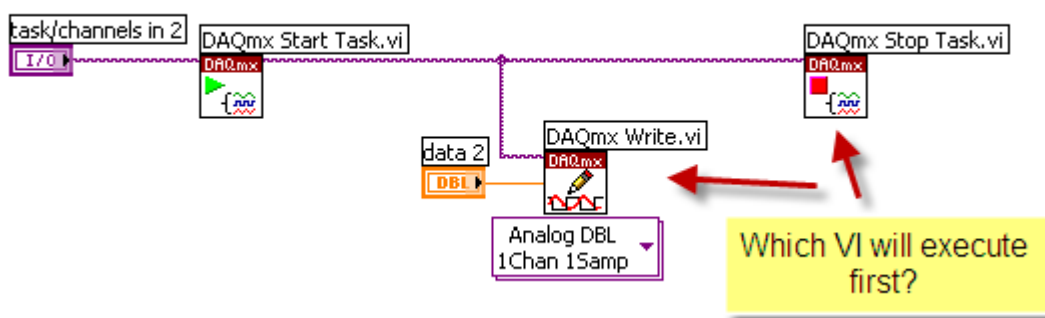 task/channels in 2
I/O
DAQmx Start Task.vi
DAQmx
DAQmx Stop Task.vi
DAQmx
data 2
DBL
DAQmx Write.vi
DAQmx
Analog DBL
1Chan 1Samp
Which VI will execute
first?